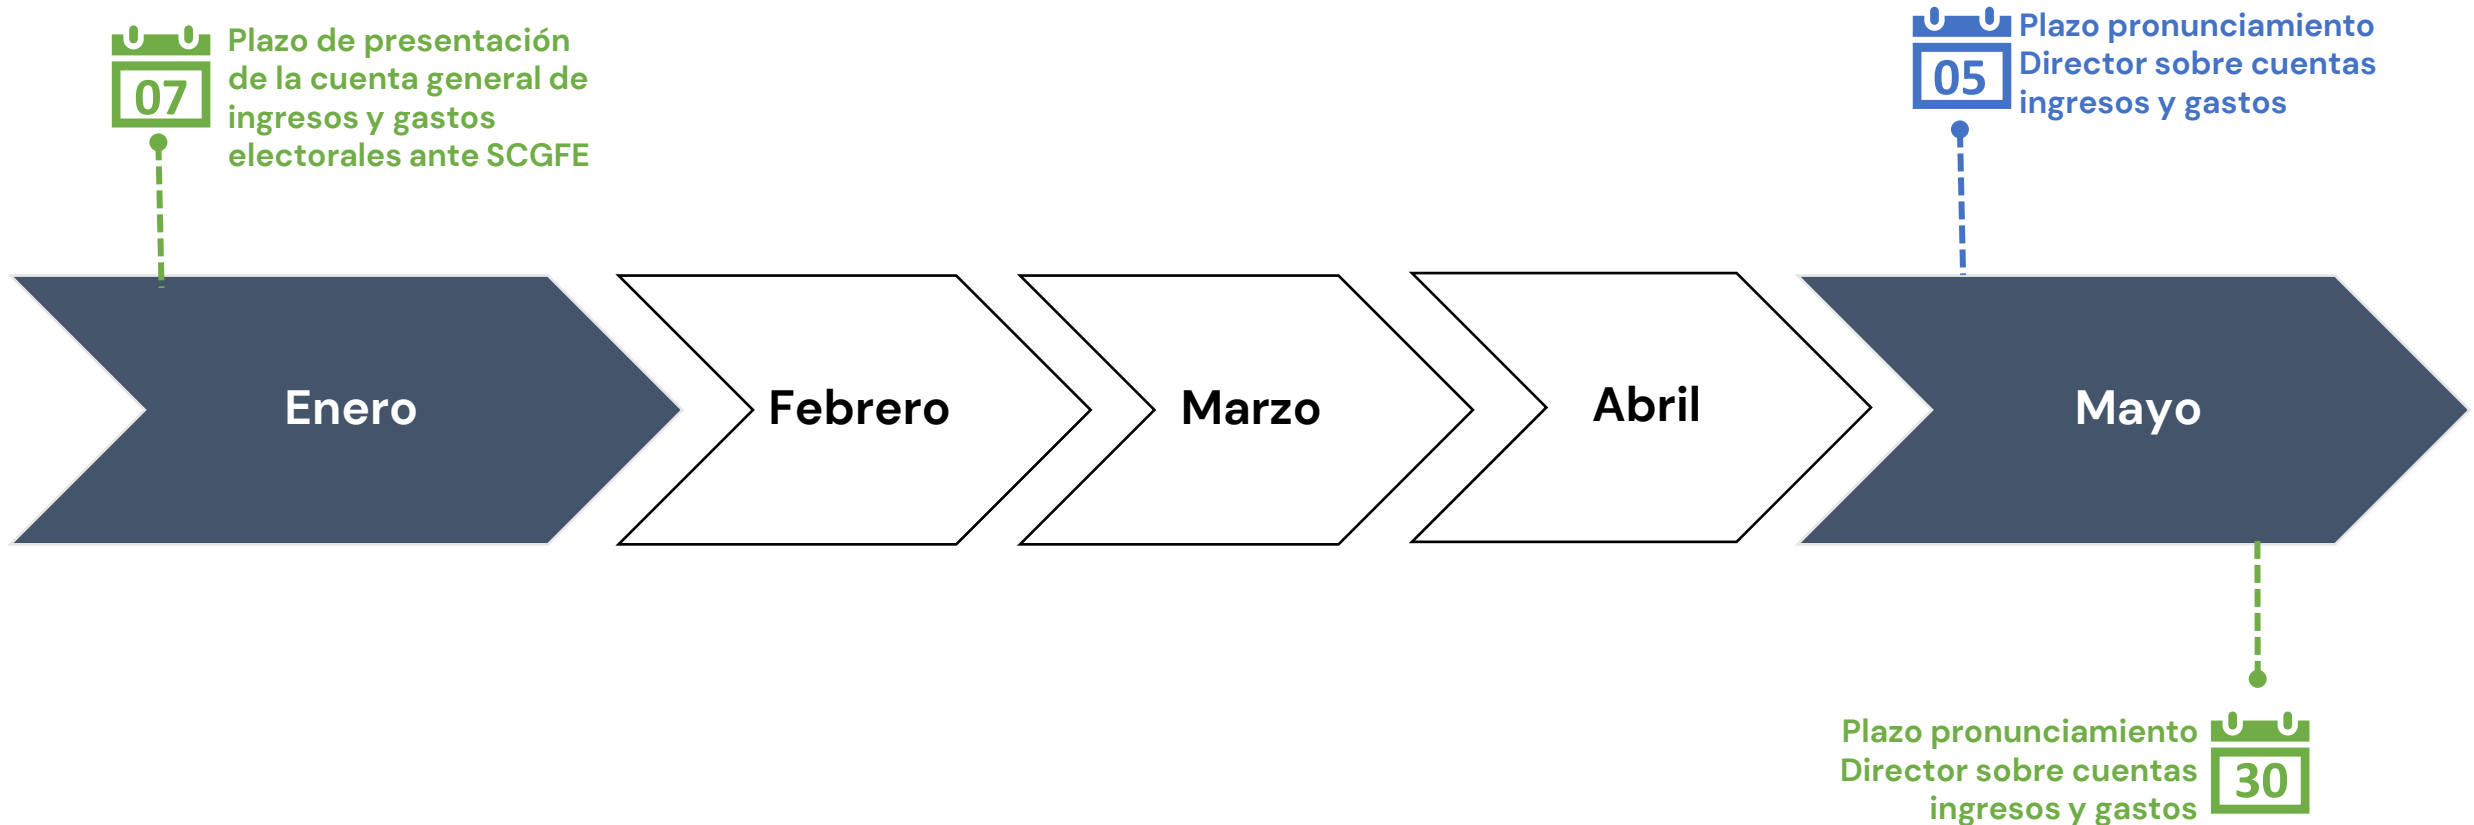 07
Plazo de presentación
de la cuenta general de
ingresos y gastos
electorales ante SCGFE
05
Plazo pronunciamiento
Director sobre cuentas
ingresos y gastos
Enero
Febrero
Marzo
Abril
Mayo
Plazo pronunciamiento
Director sobre cuentas
ingresos y gastos
30